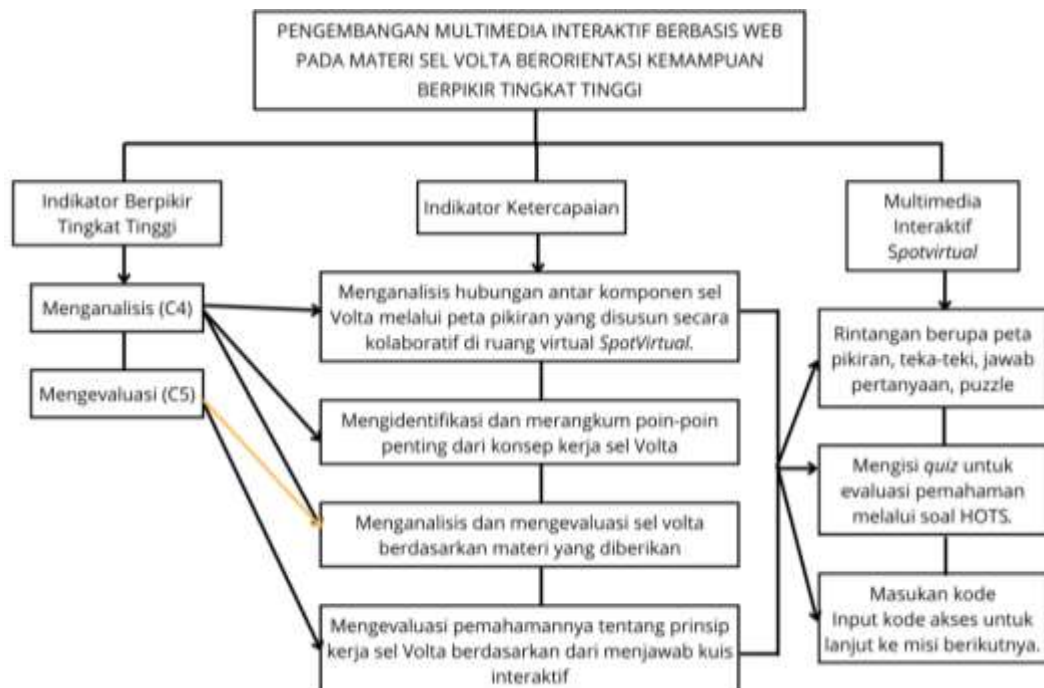 PENGEMBANGAN MULTIMEDIA INTERAKTIF BERBASIS WEB
PADA MATERI SEL VOLTA BERORIENTASI KEMAMPUAN
BERPIKIR TINGKAT TINGGI
Indikator Berpikir
Tingkat Tinggi
Menganalisis (C4)
Mengevaluasi (C5)
Indikator Ketercapaian
Menganalisis hubungan antar komponen sel
Volta melalui peta pikiran yang disusun secara
kolaboratif di ruang virtual SpotVirtual.
Mengidentifikasi dan merangkum poin-poin
penting dari konsep kerja sel Volta
Menganalisis dan mengevaluasi sel volta
berdasarkan materi yang diberikan
Mengevaluasi pemahamannya tentang prinsip
kerja sel Volta berdasarkan dari menjawab kuis
interaktif
Multimedia
Interaktif
Spotvirtual
Rintangan berupa peta
pikiran, teka-teki, jawab
pertanyaan, puzzle
Mengisi quiz untuk
evaluasi pemahaman
melalui soal HOTS.
Masukan kode
Input kode akses untuk
lanjut ke misi berikutnya.